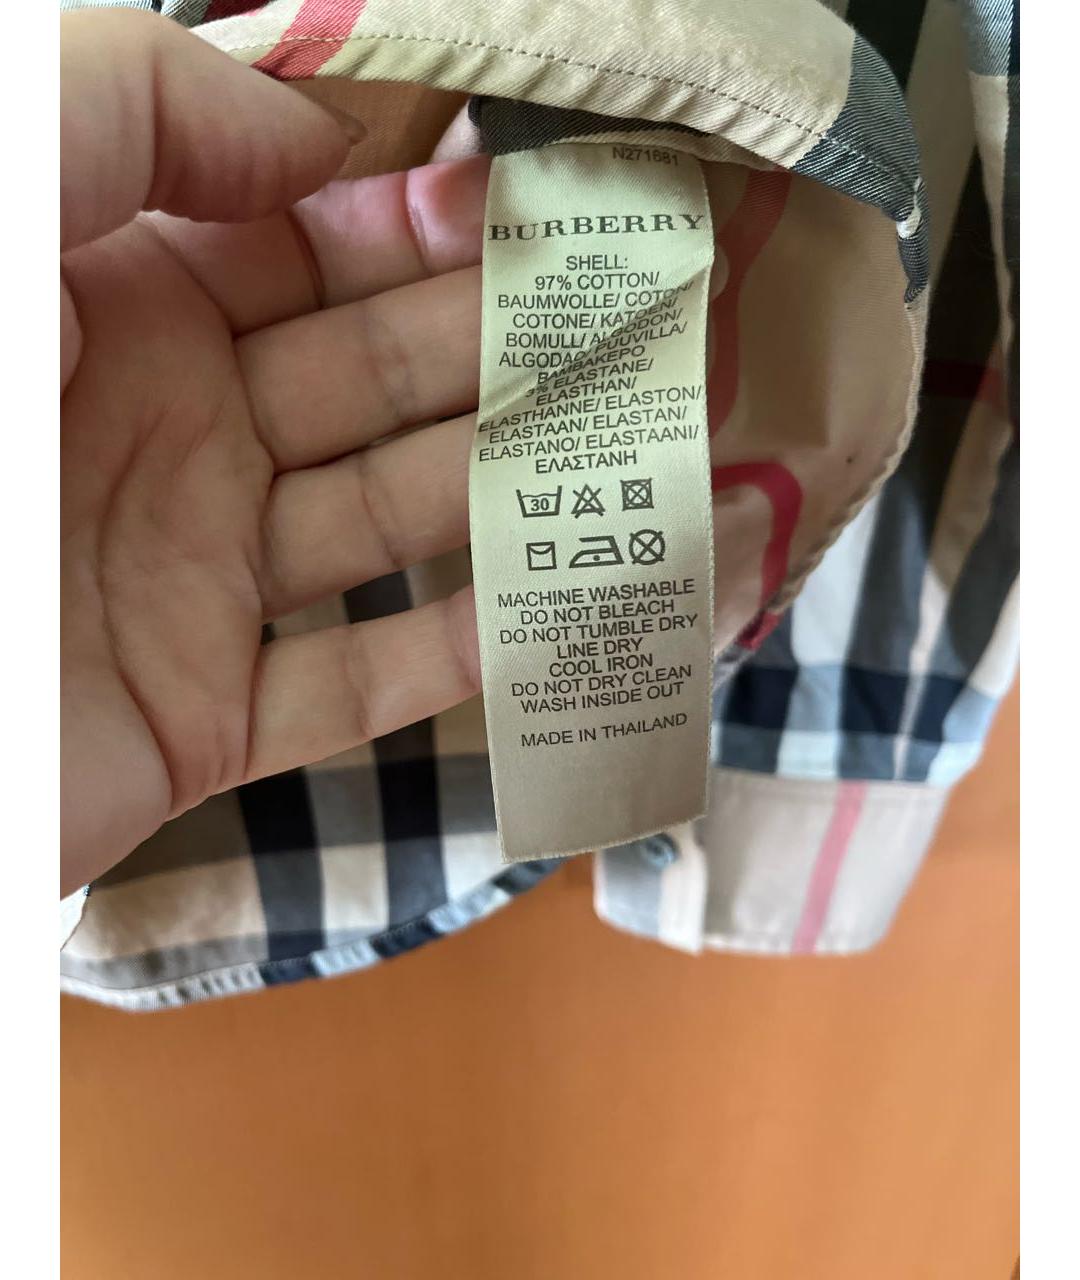 N271681
BURBERRY
SHELL:
97% COTTON/
BAUMWOLLE/ COTON/
COTONE/ KATOEN/
BOMULL/ ALGODON/
ALGODAO/ PUUVILLA/
ΒΑΜΒΑΚΕΡΟ
3% ELASTANE/
ELASTHAN/
ELASTHANNE/ ELASTON/
ELASTAAN/ ELASTAN/
ELASTANO/ ELASTAANI/
ΕΛΑΣΤΑΝΗ
30
MACHINE WASHABLE
DO NOT BLEACH
DO NOT TUMBLE DRY
LINE DRY
COOL IRON
DO NOT DRY CLEAN
WASH INSIDE OUT
MADE IN THAILAND